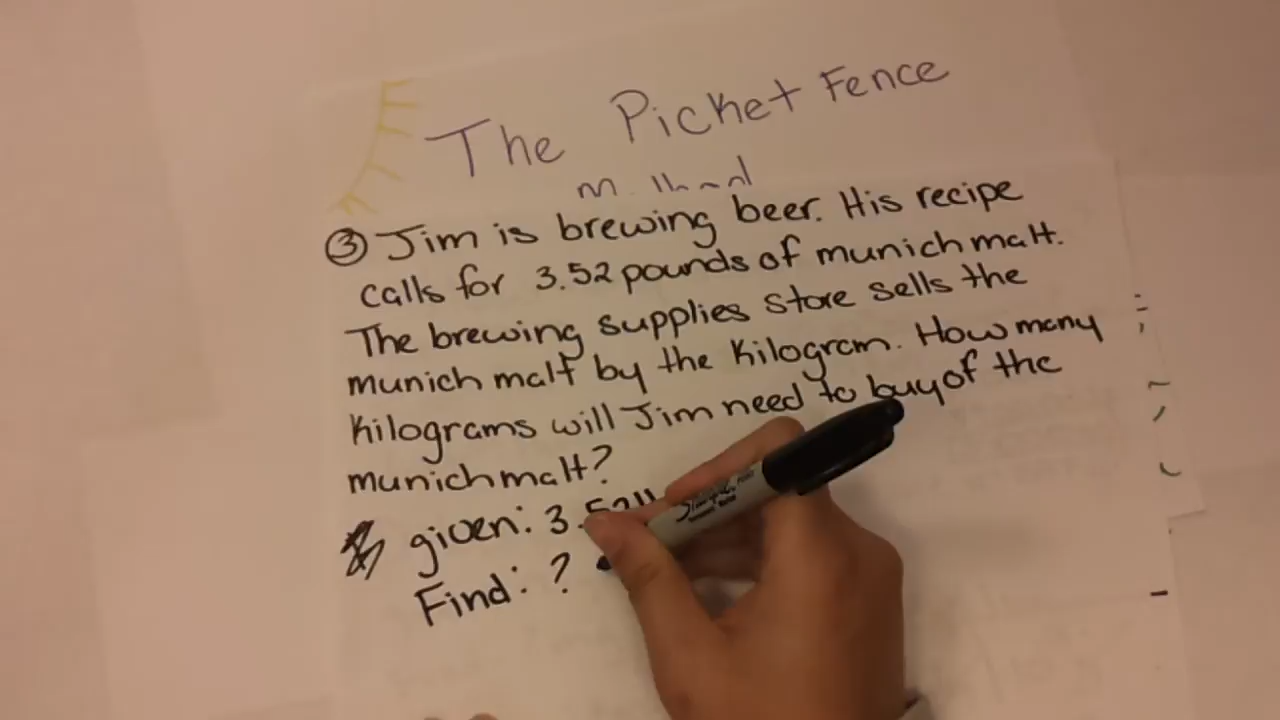 The Picket Fence
③ Jim is brewing beer. His recipe
calls for 3.52 pounds of munich malt.
The brewing supplies store sells the
munich malt by the kilogram. How many
kilograms will Jim need to buy of the
munich malt?
given: 3.52
Find: ?